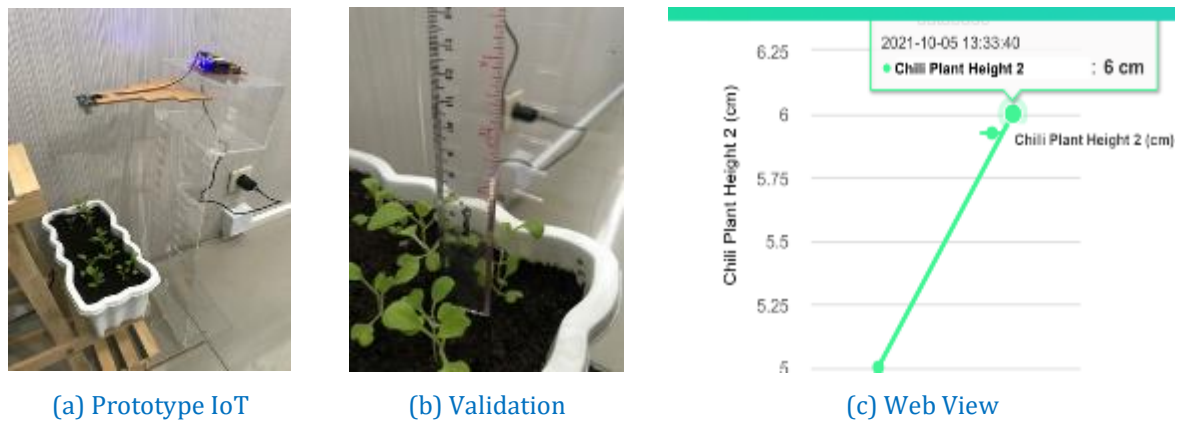 2021-10-05 13:33:40
Chili Plant Height 2 : 6 cm
6.25
6
5.75
5.5
5.25
5
Chili Plant Height 2 (cm)
Chili Plant Height 2 (cm)
(a) Prototype IoT
(b) Validation
(c) Web View